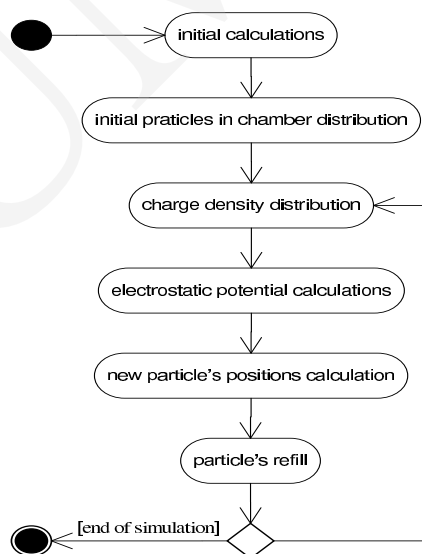 initial calculations
initial praticles in chamber distribution
charge density distribution
electrostatic potential calculations
new particle's positions calculation
particle's refill
[end of simulation]